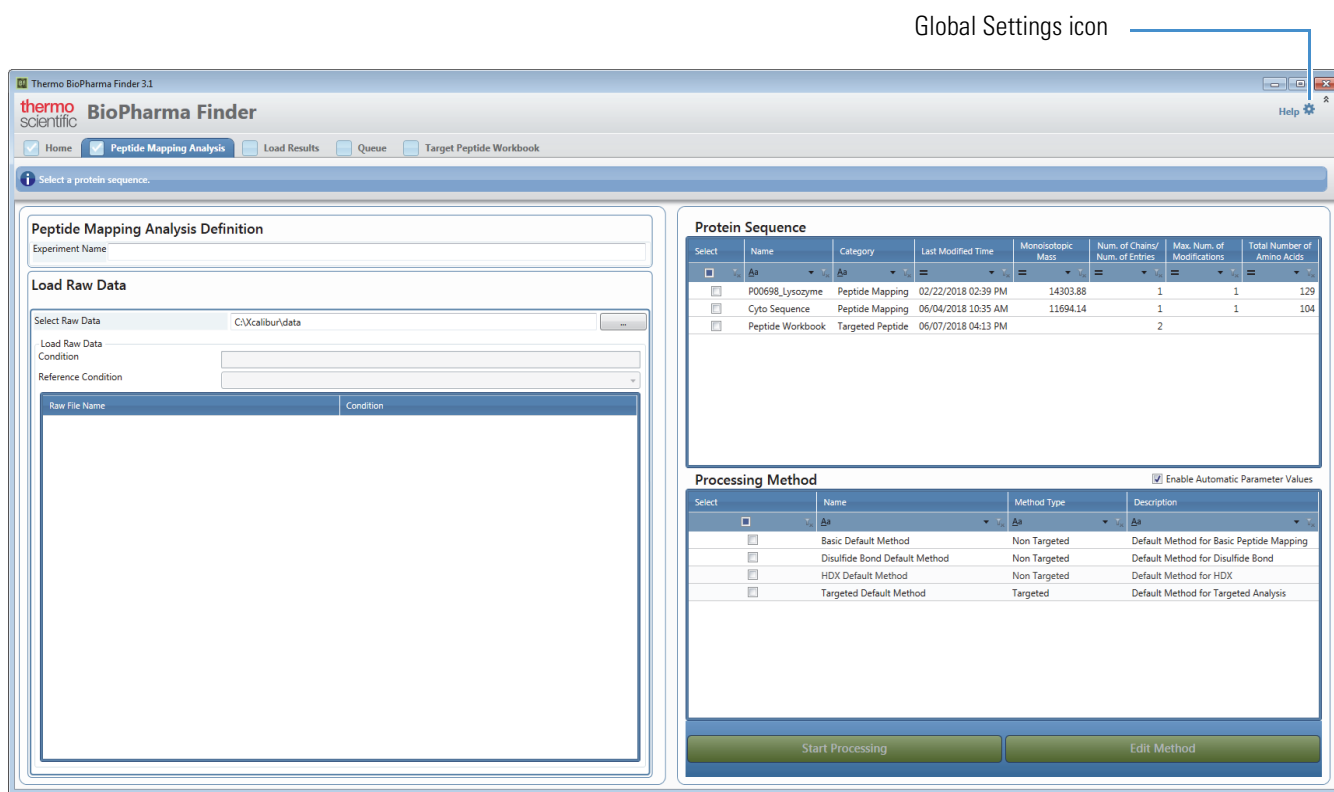 Global Settings icon
Thermo BioPharma Finder 3.1
thermo
scientific
BioPharma Finder
Help
Home
Peptide Mapping Analysis
Load Results
Queue
Target Peptide Workbook
Select a protein sequence.
Peptide Mapping Analysis Definition
Experiment Name
Load Raw Data
Select Raw Data C:\Xcalibur\data ...
Load Raw Data
Condition
Reference Condition
Raw File Name Condition
Protein Sequence
Select Name Category Last Modified Time Monoisotopic Mass Num. of Chains/ Num. of Entries Max. Num. of Modifications Total Number of Amino Acids
Aa Aa = = = = =
P00698_Lysozyme Peptide Mapping 02/22/2018 02:39 PM 14303.88 1 1 129
Cyto Sequence Peptide Mapping 06/04/2018 10:35 AM 11694.14 1 1 104
Peptide Workbook Targeted Peptide 06/07/2018 04:13 PM 2
Processing Method
Enable Automatic Parameter Values
Select Name Method Type Description
Aa Aa Aa
Basic Default Method Non Targeted Default Method for Basic Peptide Mapping
Disulfide Bond Default Method Non Targeted Default Method for Disulfide Bond
HDX Default Method Non Targeted Default Method for HDX
Targeted Default Method Targeted Default Method for Targeted Analysis
Start Processing
Edit Method